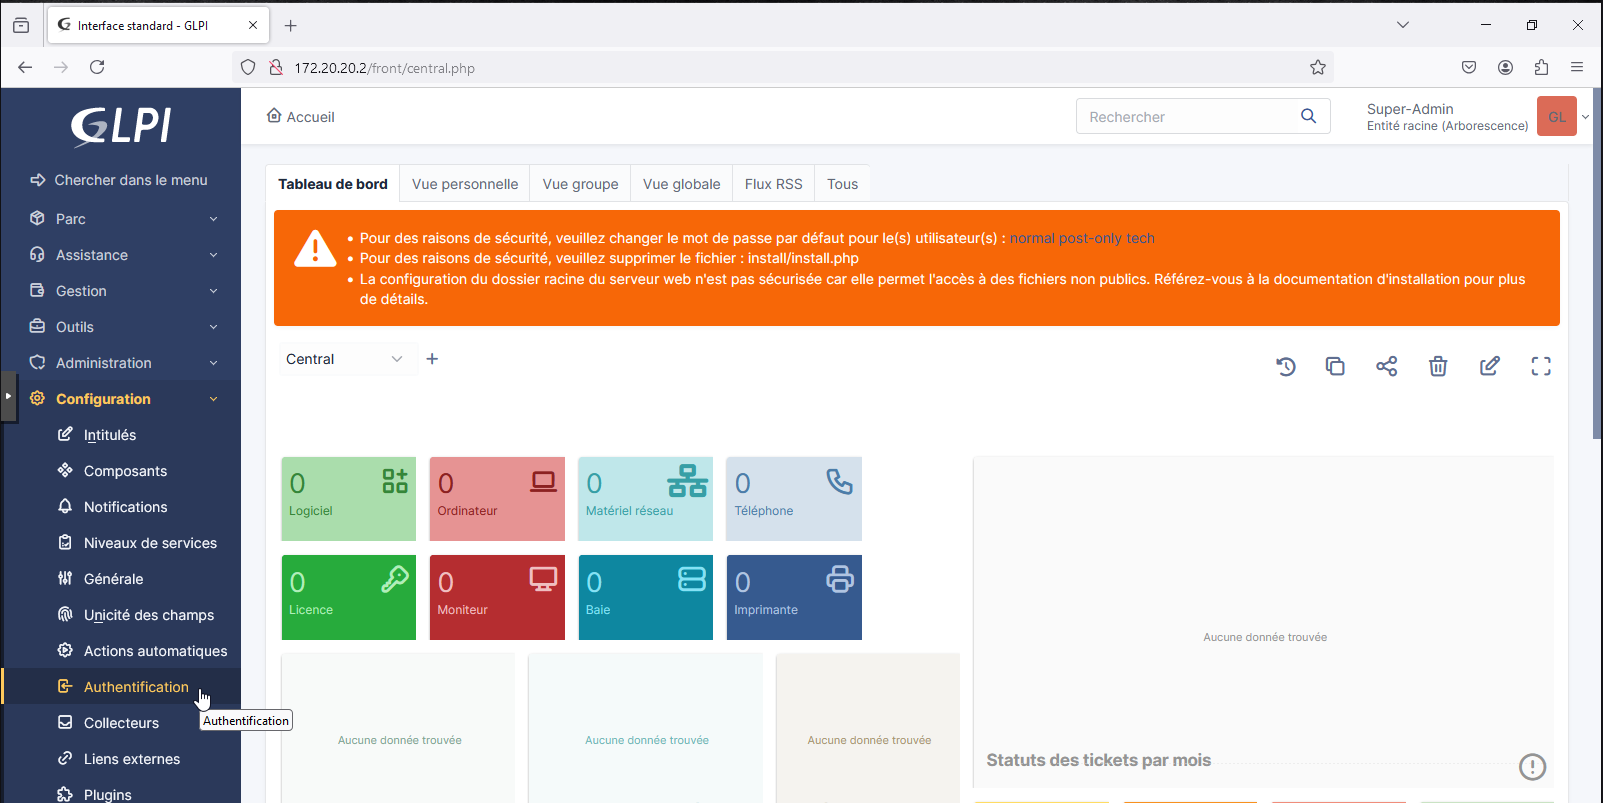 Interface standard - GLPI
172.20.20.2/front/central.php
GLPI
Chercher dans le menu
Parc
Assistance
Gestion
Outils
Administration
Configuration
Intitulés
Composants
Notifications
Niveaux de services
Générale
Unicité des champs
Actions automatiques
Authentification
Authentification
Collecteurs
Liens externes
Plugins
Accueil
Rechercher
Super-Admin
Entité racine (Arborescence)
GL
Tableau de bord
Vue personnelle
Vue groupe
Vue globale
Flux RSS
Tous
• Pour des raisons de sécurité, veuillez changer le mot de passe par défaut pour le(s) utilisateur(s) : normal post-only tech
• Pour des raisons de sécurité, veuillez supprimer le fichier : install/install.php
• La configuration du dossier racine du serveur web n'est pas sécurisée car elle permet l'accès à des fichiers non publics. Référez-vous à la documentation d'installation pour plus
de détails.
Central
0
Logiciel
0
Ordinateur
0
Matériel réseau
0
Téléphone
0
Licence
0
Moniteur
0
Baie
0
Imprimante
Aucune donnée trouvée
Aucune donnée trouvée
Aucune donnée trouvée
Aucune donnée trouvée
Statuts des tickets par mois